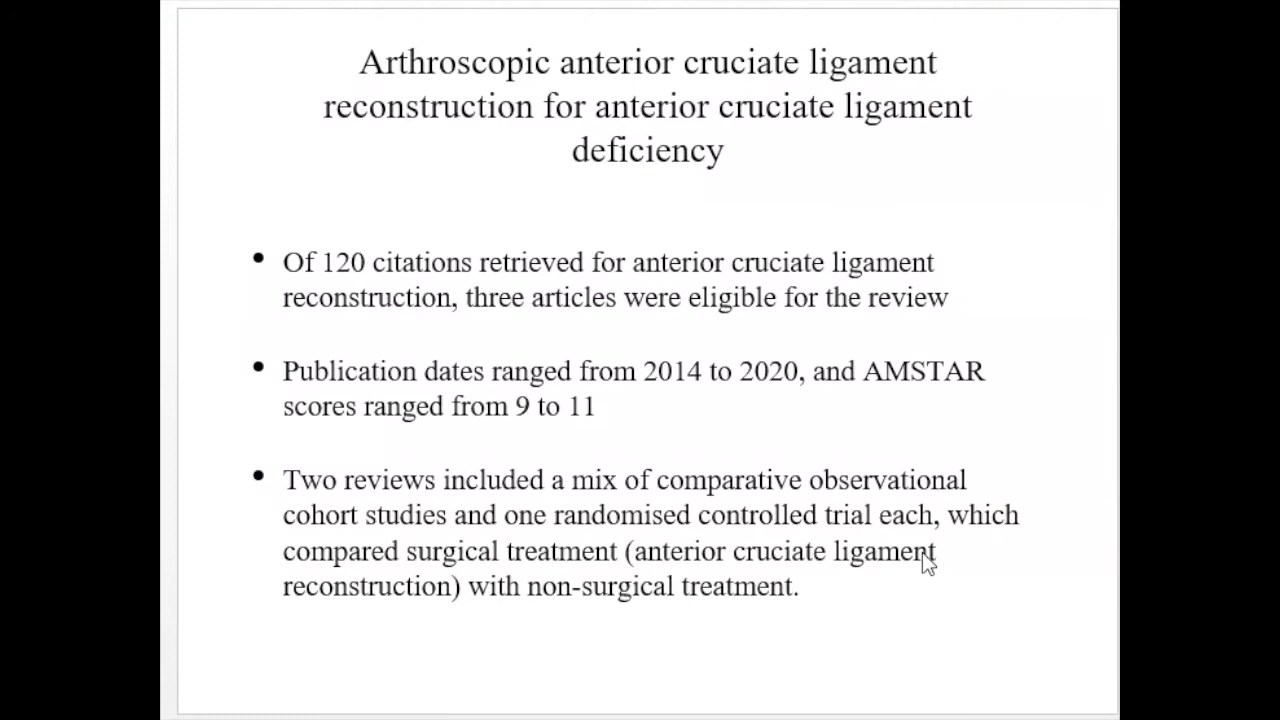 Arthroscopic anterior cruciate ligament
reconstruction for anterior cruciate ligament
deficiency
• Of 120 citations retrieved for anterior cruciate ligament
reconstruction, three articles were eligible for the review
• Publication dates ranged from 2014 to 2020, and AMSTAR
scores ranged from 9 to 11
• Two reviews included a mix of comparative observational
cohort studies and one randomised controlled trial each, which
compared surgical treatment (anterior cruciate ligament
reconstruction) with non-surgical treatment.